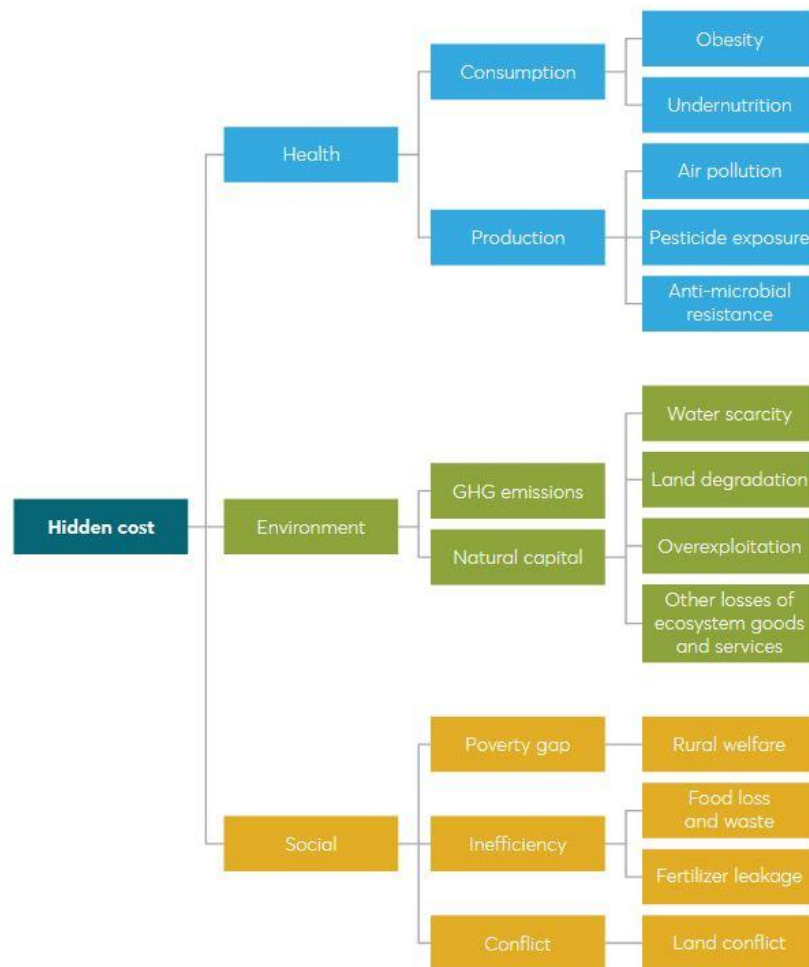 Hidden cost
Health
Consumption
Obesity
Undernutrition
Production
Air pollution
Pesticide exposure
Anti-microbial
resistance
Environment
GHG emissions
Natural capital
Water scarcity
Land degradation
Overexploitation
Other losses of
ecosystem goods
and services
Social
Poverty gap
Rural welfare
Inefficiency
Food loss
and waste
Fertilizer leakage
Conflict
Land conflict